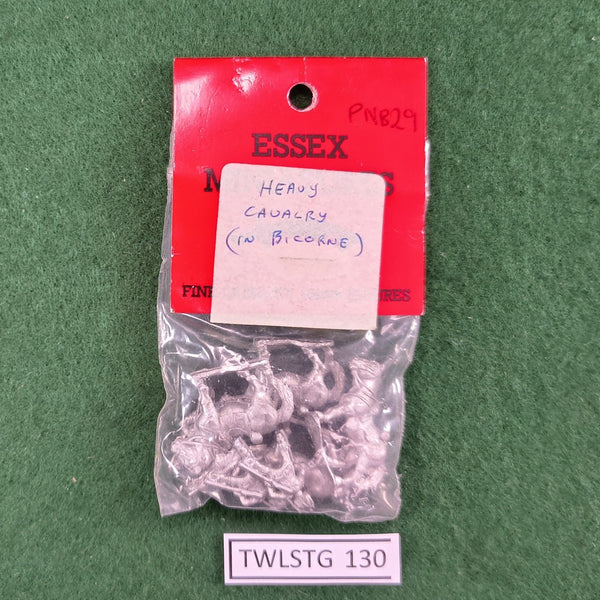 PNB29
ESSEX
HEAVY
CAVALRY
(IN BICORNE)
TWLSTG 130